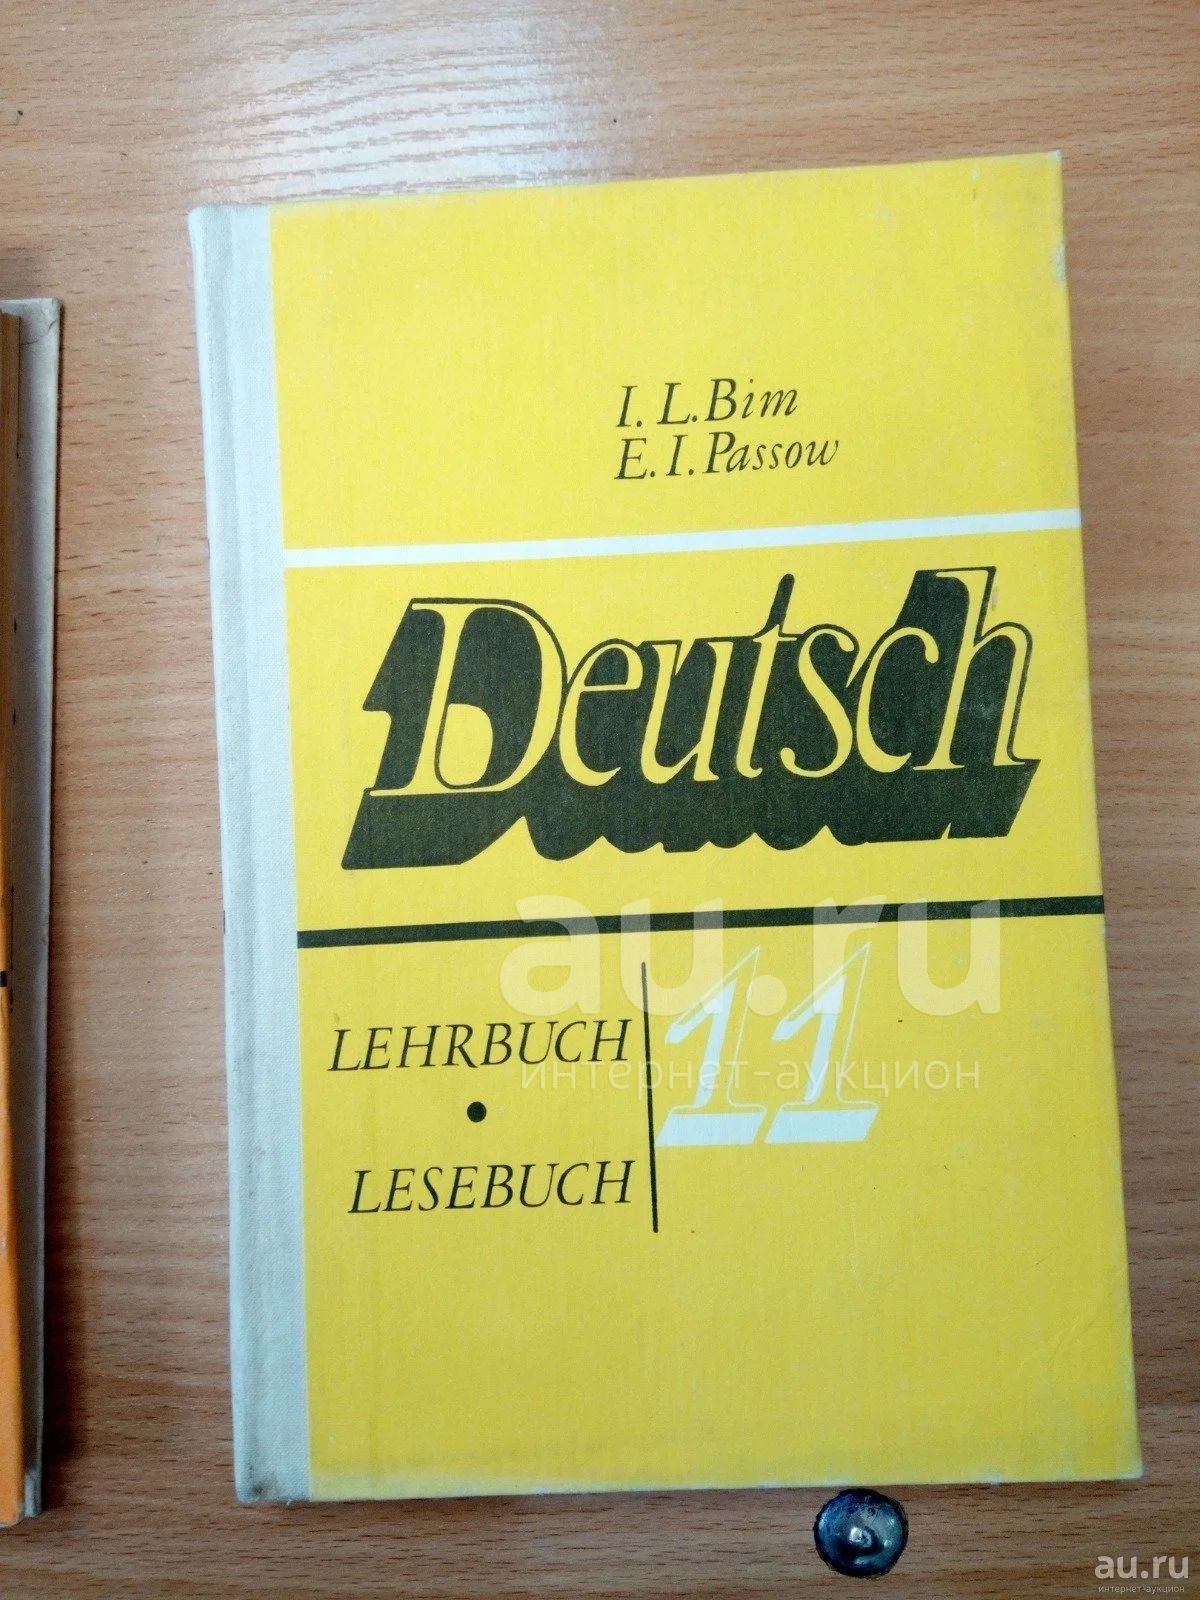 I. L. Bim
E. I. Passow
Deutsch
au.ru
интернет-аукцион
LEHRBUCH
•
LESEBUCH
11
au.ru
интернет-аукцион